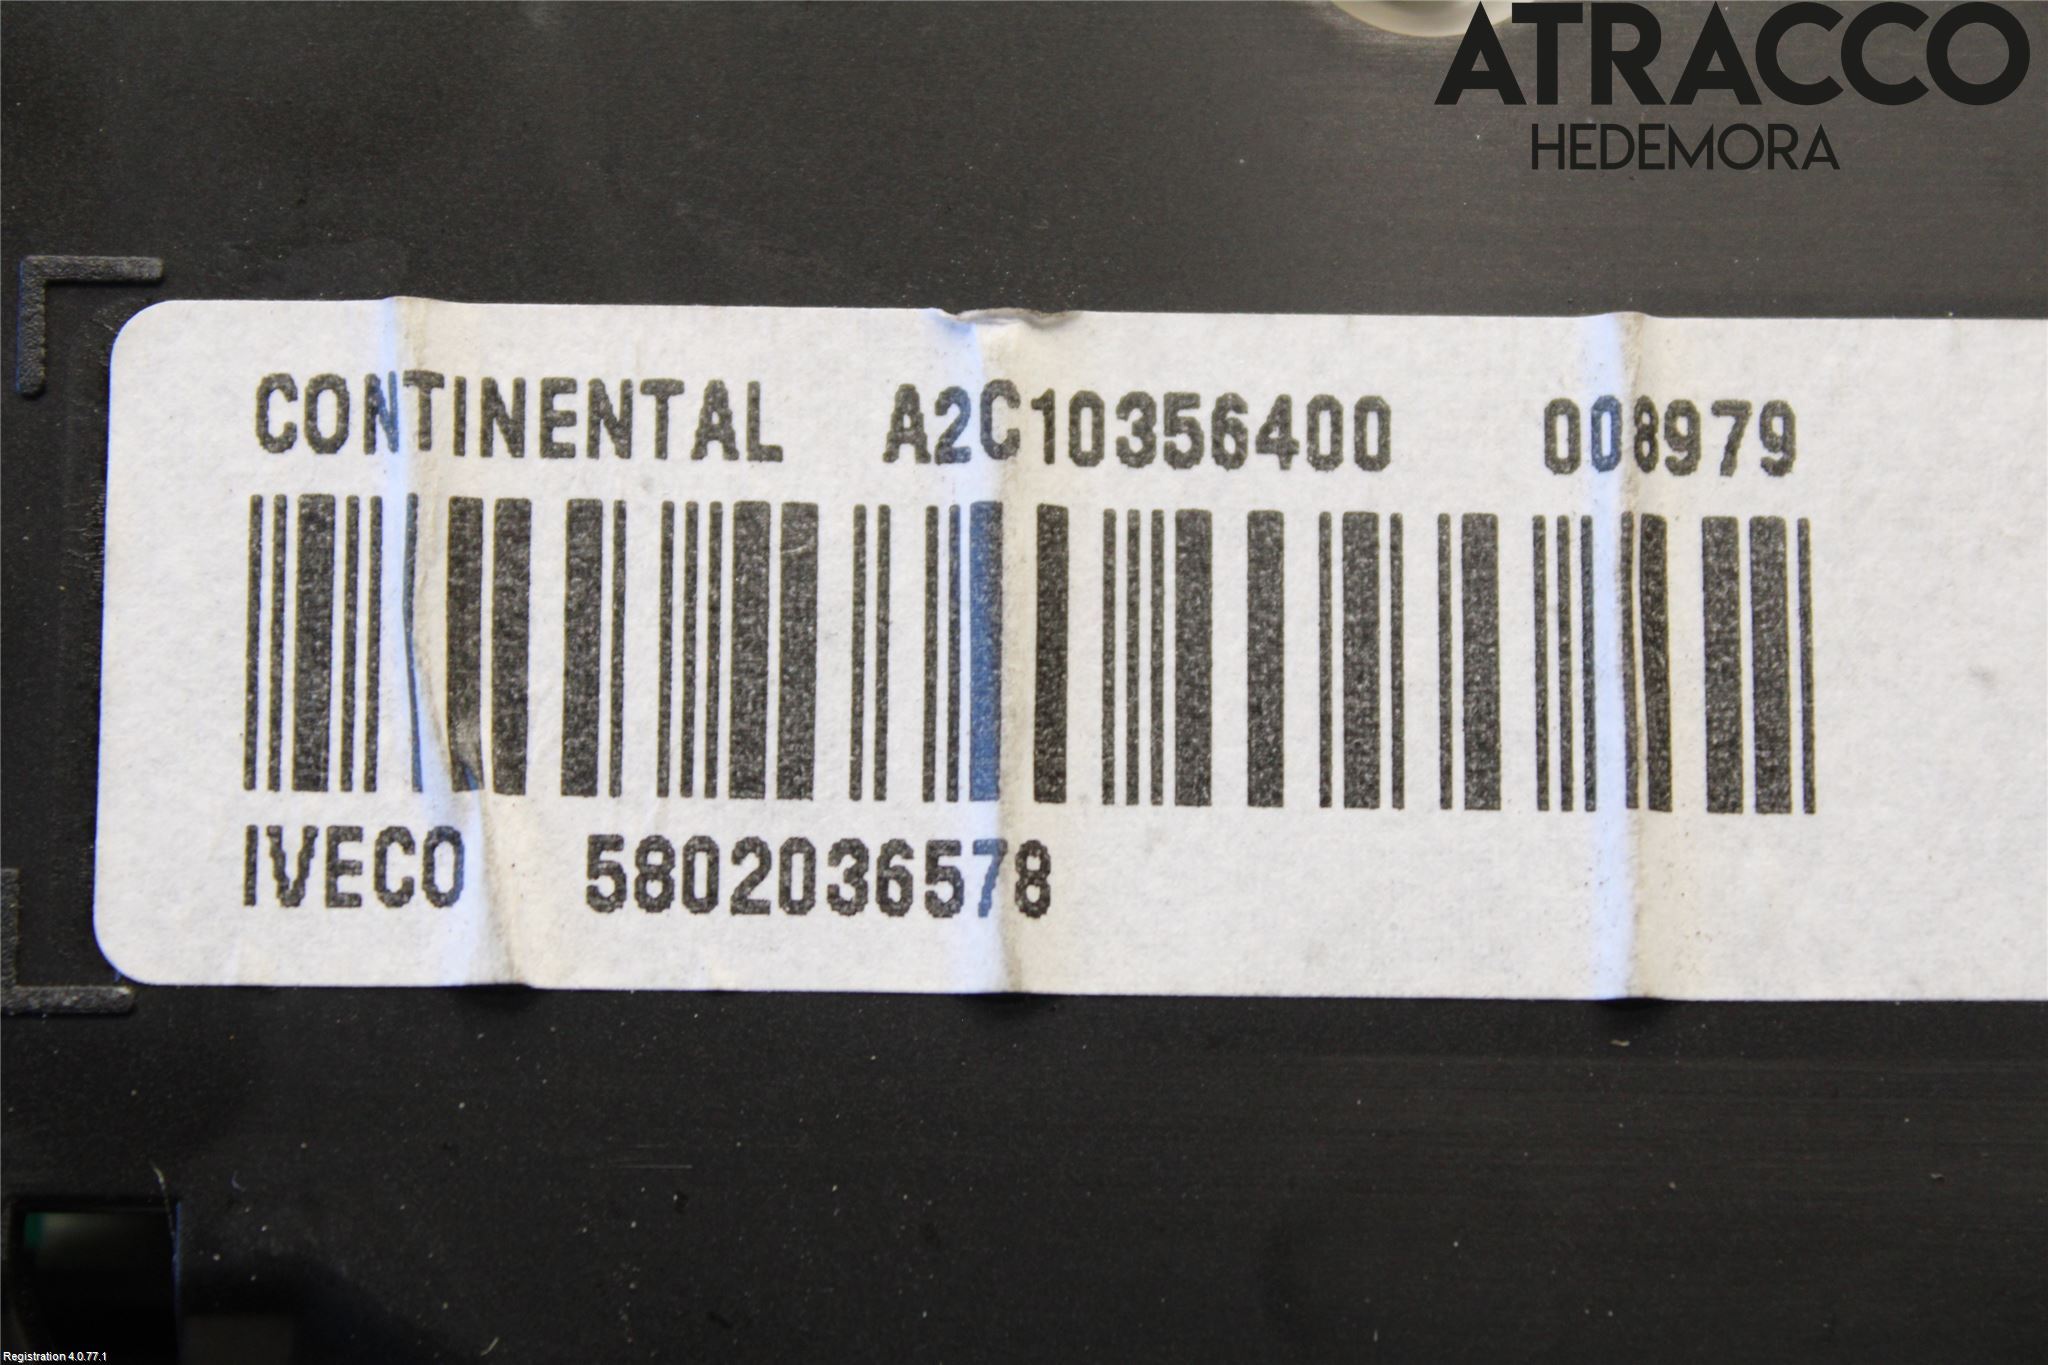 ATRACCO
HEDEMORA
CONTINENTAL A2C10356400 008979
IVECO 5802036578
Registration 4.0.77.1